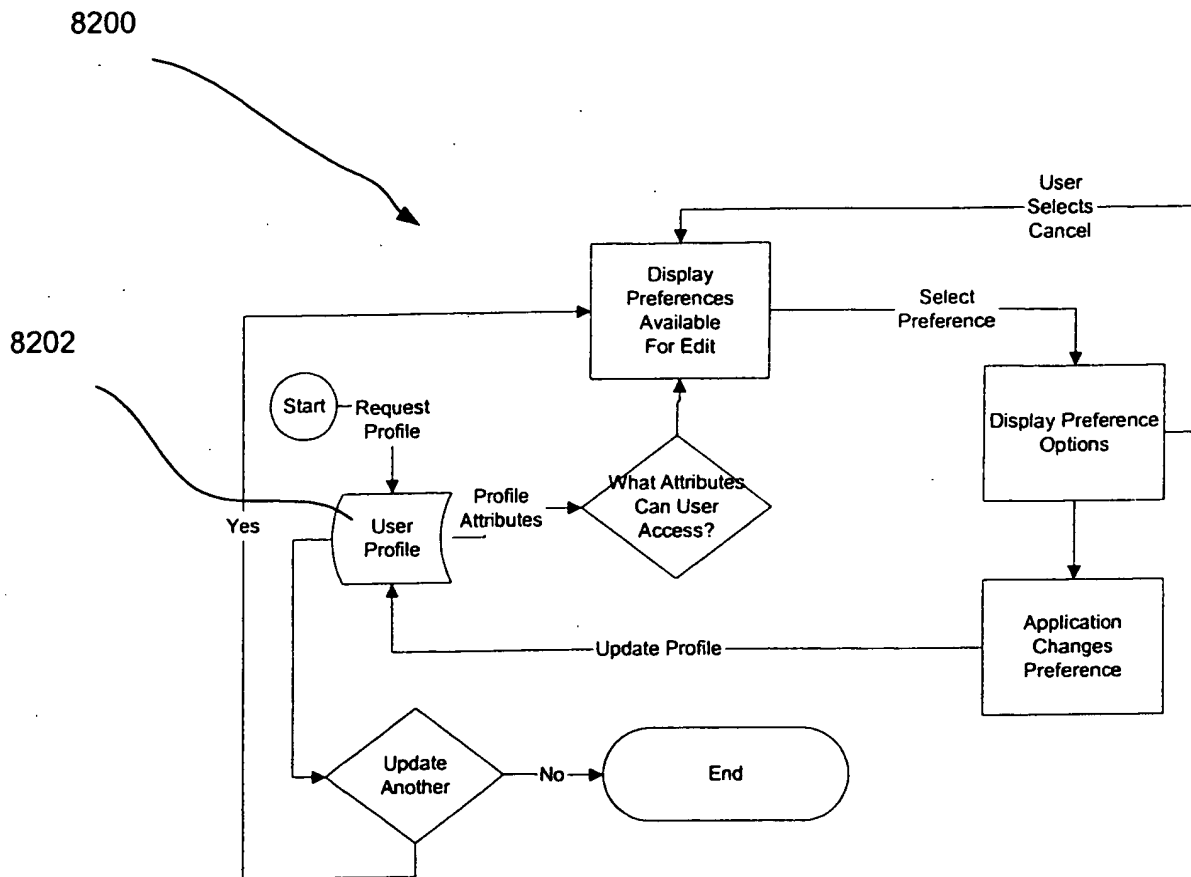 8200
User
Selects
Cancel
Display
Preferences
Available
For Edit
Select
Preference
8202
Start
Request
Profile
Display Preference
Options
What Attributes
Can User
Access?
Profile
Attributes
User
Profile
Yes
Application
Changes
Preference
Update Profile
Update
Another
No
End